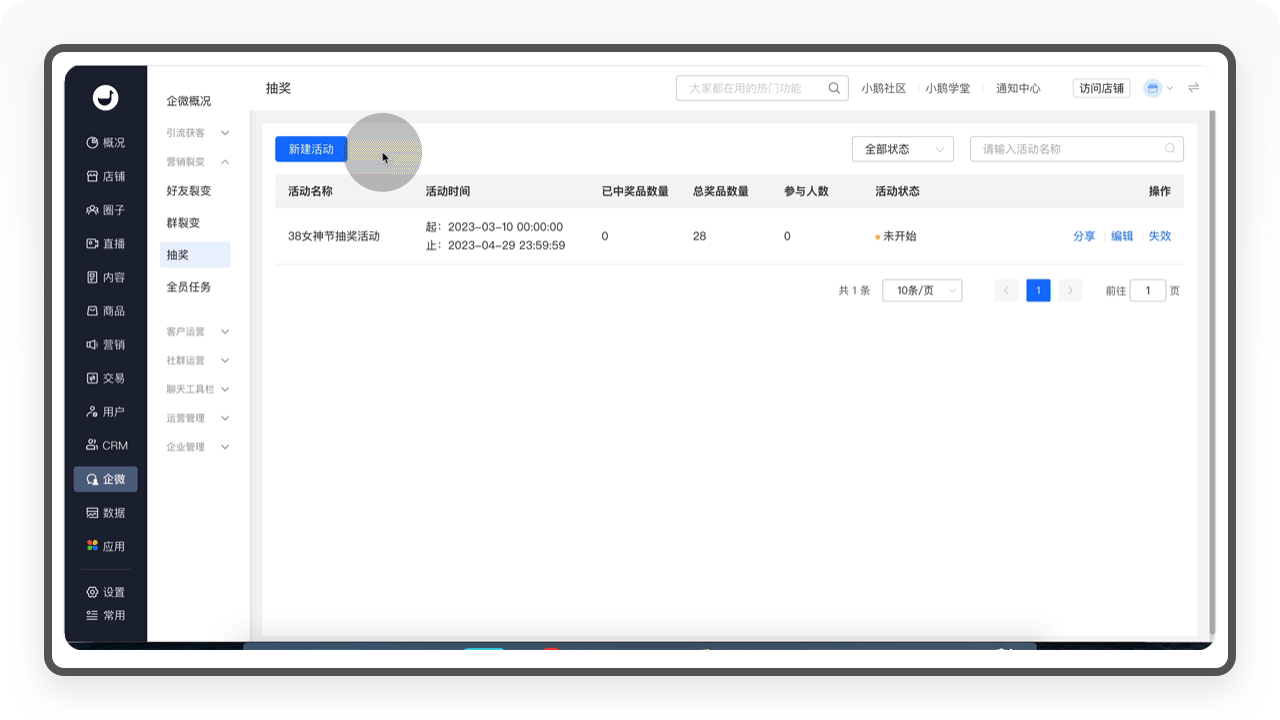 概况
店铺
圈子
直播
内容
商品
营销
交易
用户
CRM
企微
数据
应用
设置
常用
企微概况
引流获客
营销裂变
好友裂变
群裂变
抽奖
全员任务
客户运营
社群运营
聊天工具栏
运营管理
企业管理
抽奖
大家都在用的热门功能
小鹅社区 小鹅学堂 通知中心 访问店铺
新建活动 全部状态 请输入活动名称
活动名称 活动时间 已中奖品数量 总奖品数量 参与人数 活动状态 操作
38女神节抽奖活动 起：2023-03-10 00:00:00 0 28 0 未开始 分享 编辑 失效
止：2023-04-29 23:59:59
共 1 条 10条/页 1 前往 1 页